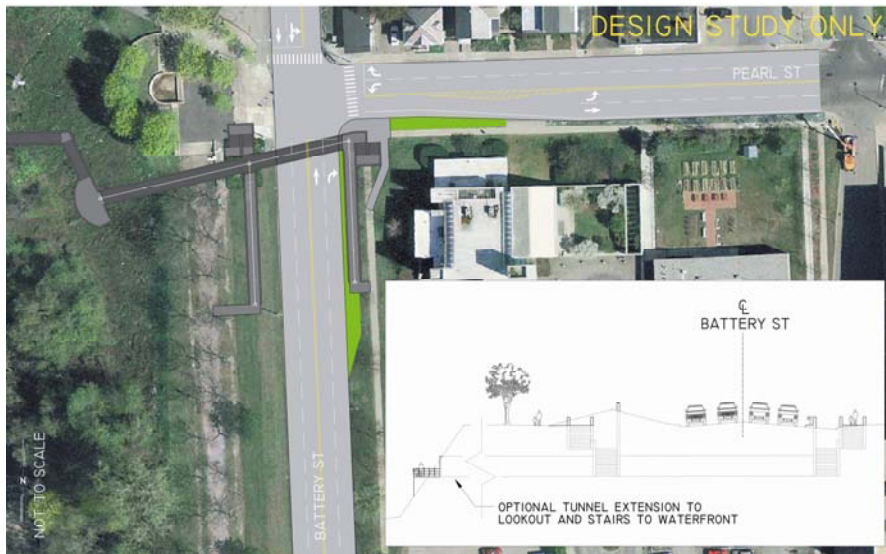 DESIGN STUDY ONLY
PEARL ST
BATTERY ST
N
NOT TO SCALE
℄
BATTERY ST
OPTIONAL TUNNEL EXTENSION TO
LOOKOUT AND STAIRS TO WATERFRONT